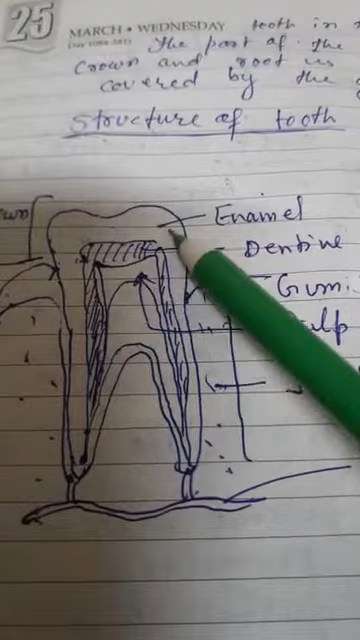 25
MARCH • WEDNESDAY
tooth in
The part of the
crown and root is
covered by the
Structure of tooth
Enamel
Dentine
Gum